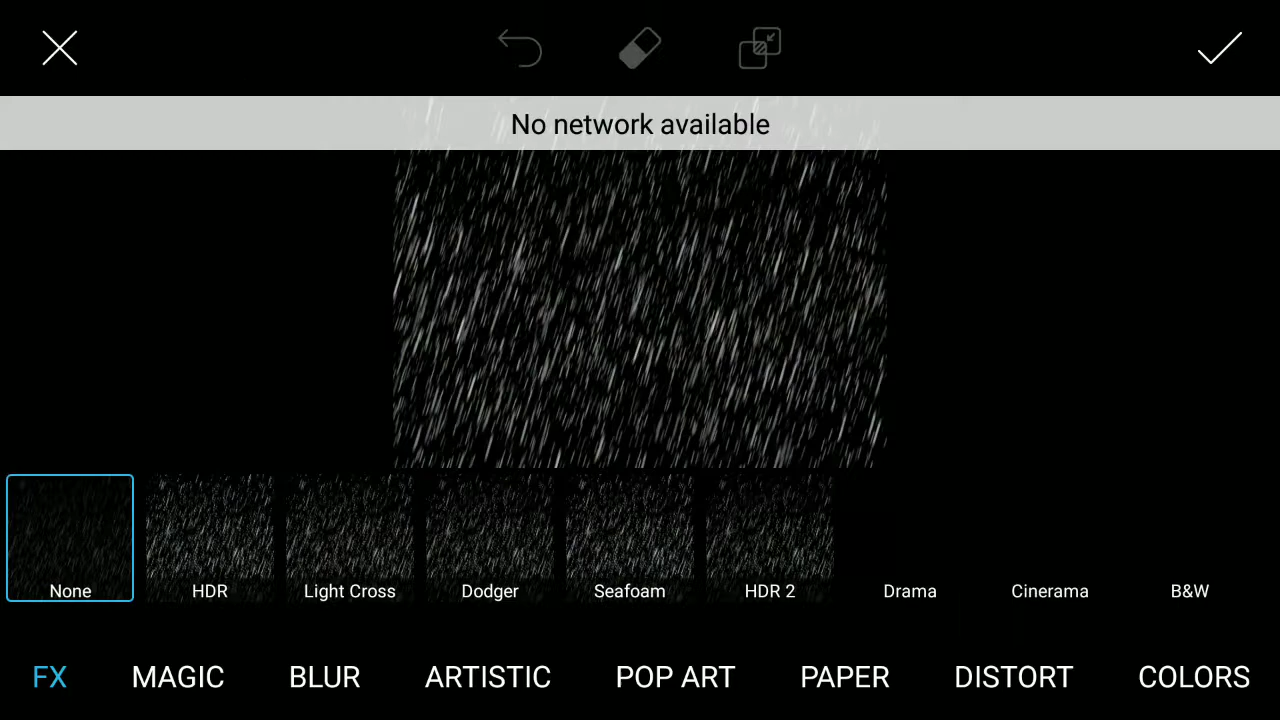 No network available
None HDR Light Cross Dodger Seafoam HDR 2 Drama Cinerama B&W
FX MAGIC BLUR ARTISTIC POP ART PAPER DISTORT COLORS